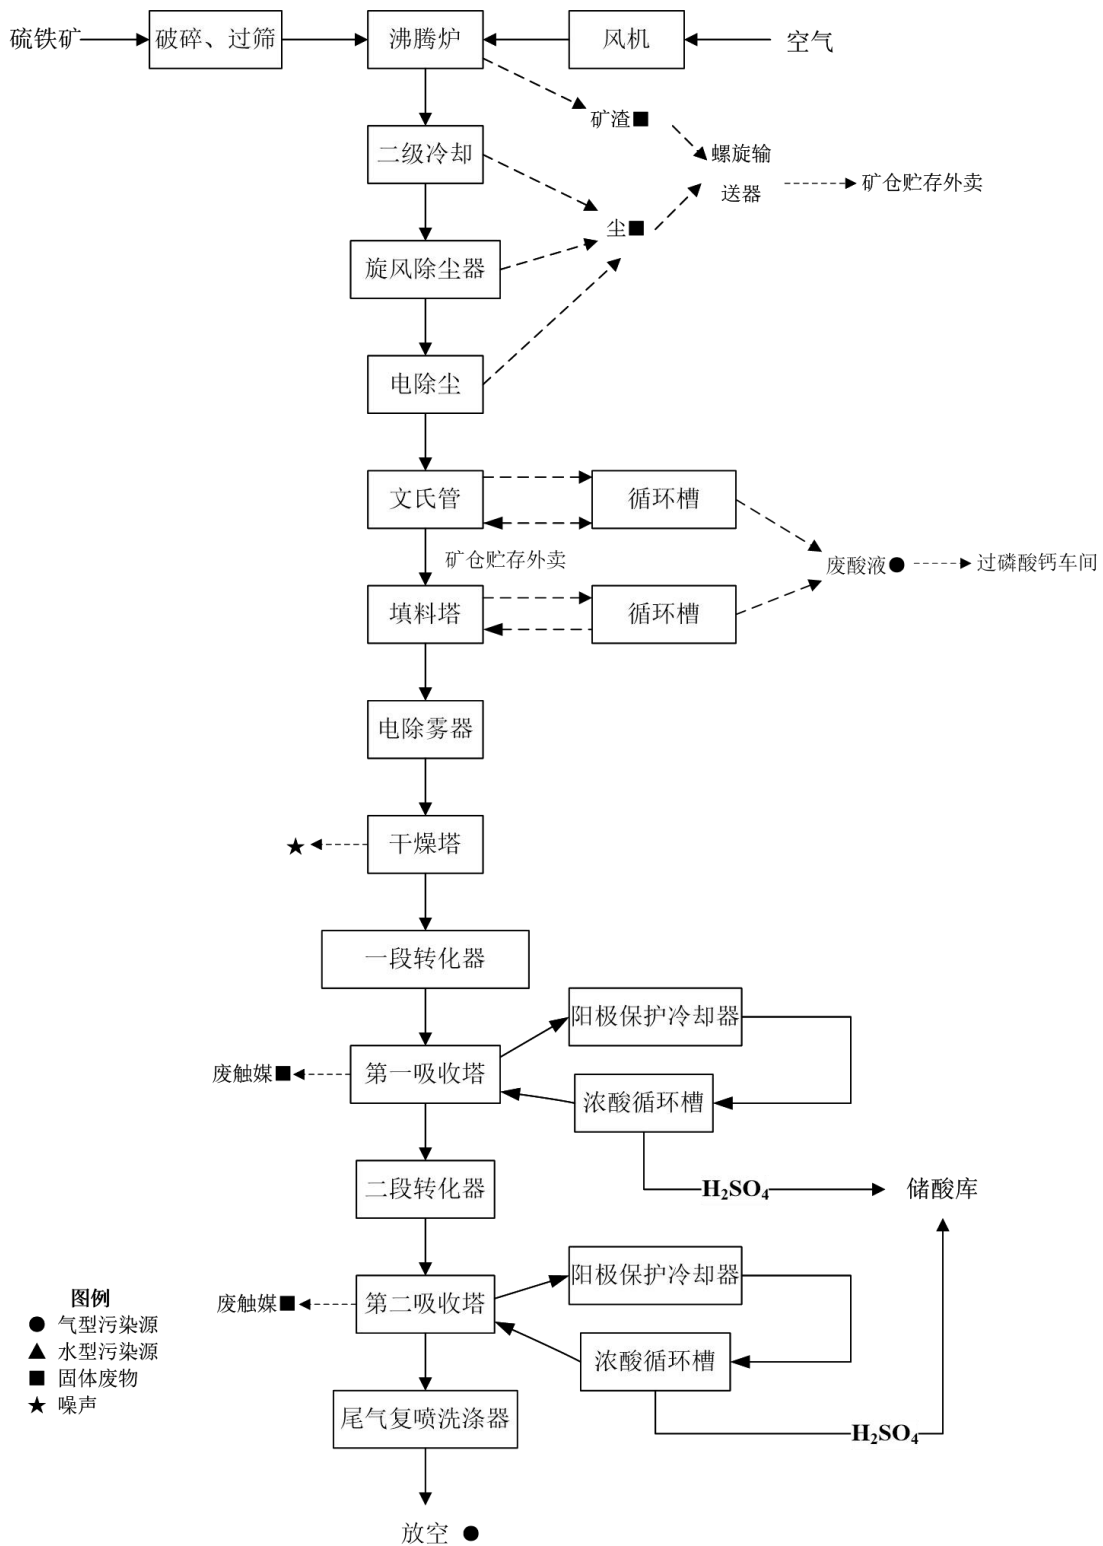 硫铁矿
破碎、过筛
沸腾炉
风机
空气
矿渣■
二级冷却
螺旋输
送器
矿仓贮存外卖
尘■
旋风除尘器
电除尘
文氏管
循环槽
矿仓贮存外卖
废酸液●
过磷酸钙车间
填料塔
循环槽
电除雾器
★
干燥塔
一段转化器
阳极保护冷却器
废触媒■
第一吸收塔
浓酸循环槽
二段转化器
H₂SO₄
储酸库
阳极保护冷却器
废触媒■
第二吸收塔
浓酸循环槽
图例
● 气型污染源
▲ 水型污染源
■ 固体废物
★ 噪声
尾气复喷洗涤器
H₂SO₄
放空 ●